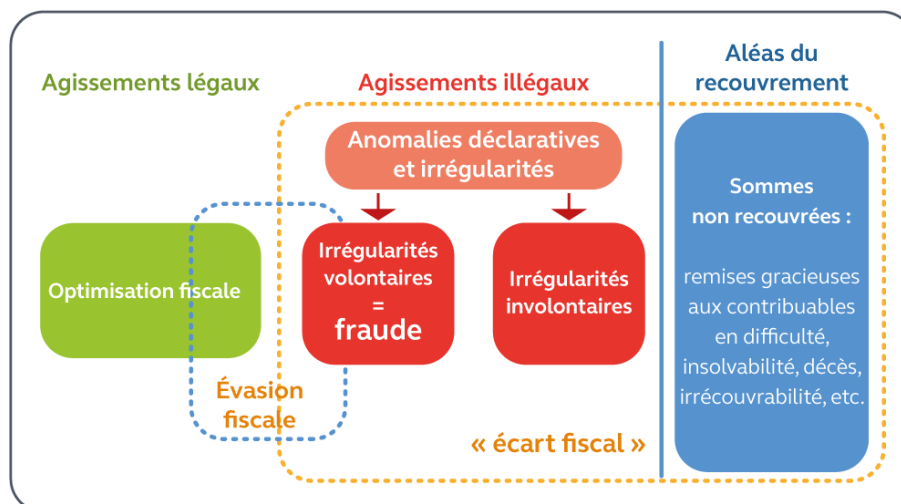 Agissements légaux
Agissements illégaux
Aléas du
recouvrement
Anomalies déclaratives
et irrégularités
Optimisation fiscale
Irrégularités
volontaires
=
fraude
Irrégularités
involontaires
Sommes
non recouvrées :
remises gracieuses
aux contribuables
en difficulté,
insolvabilité, décès,
irrécouvrabilité, etc.
Évasion
fiscale
« écart fiscal »